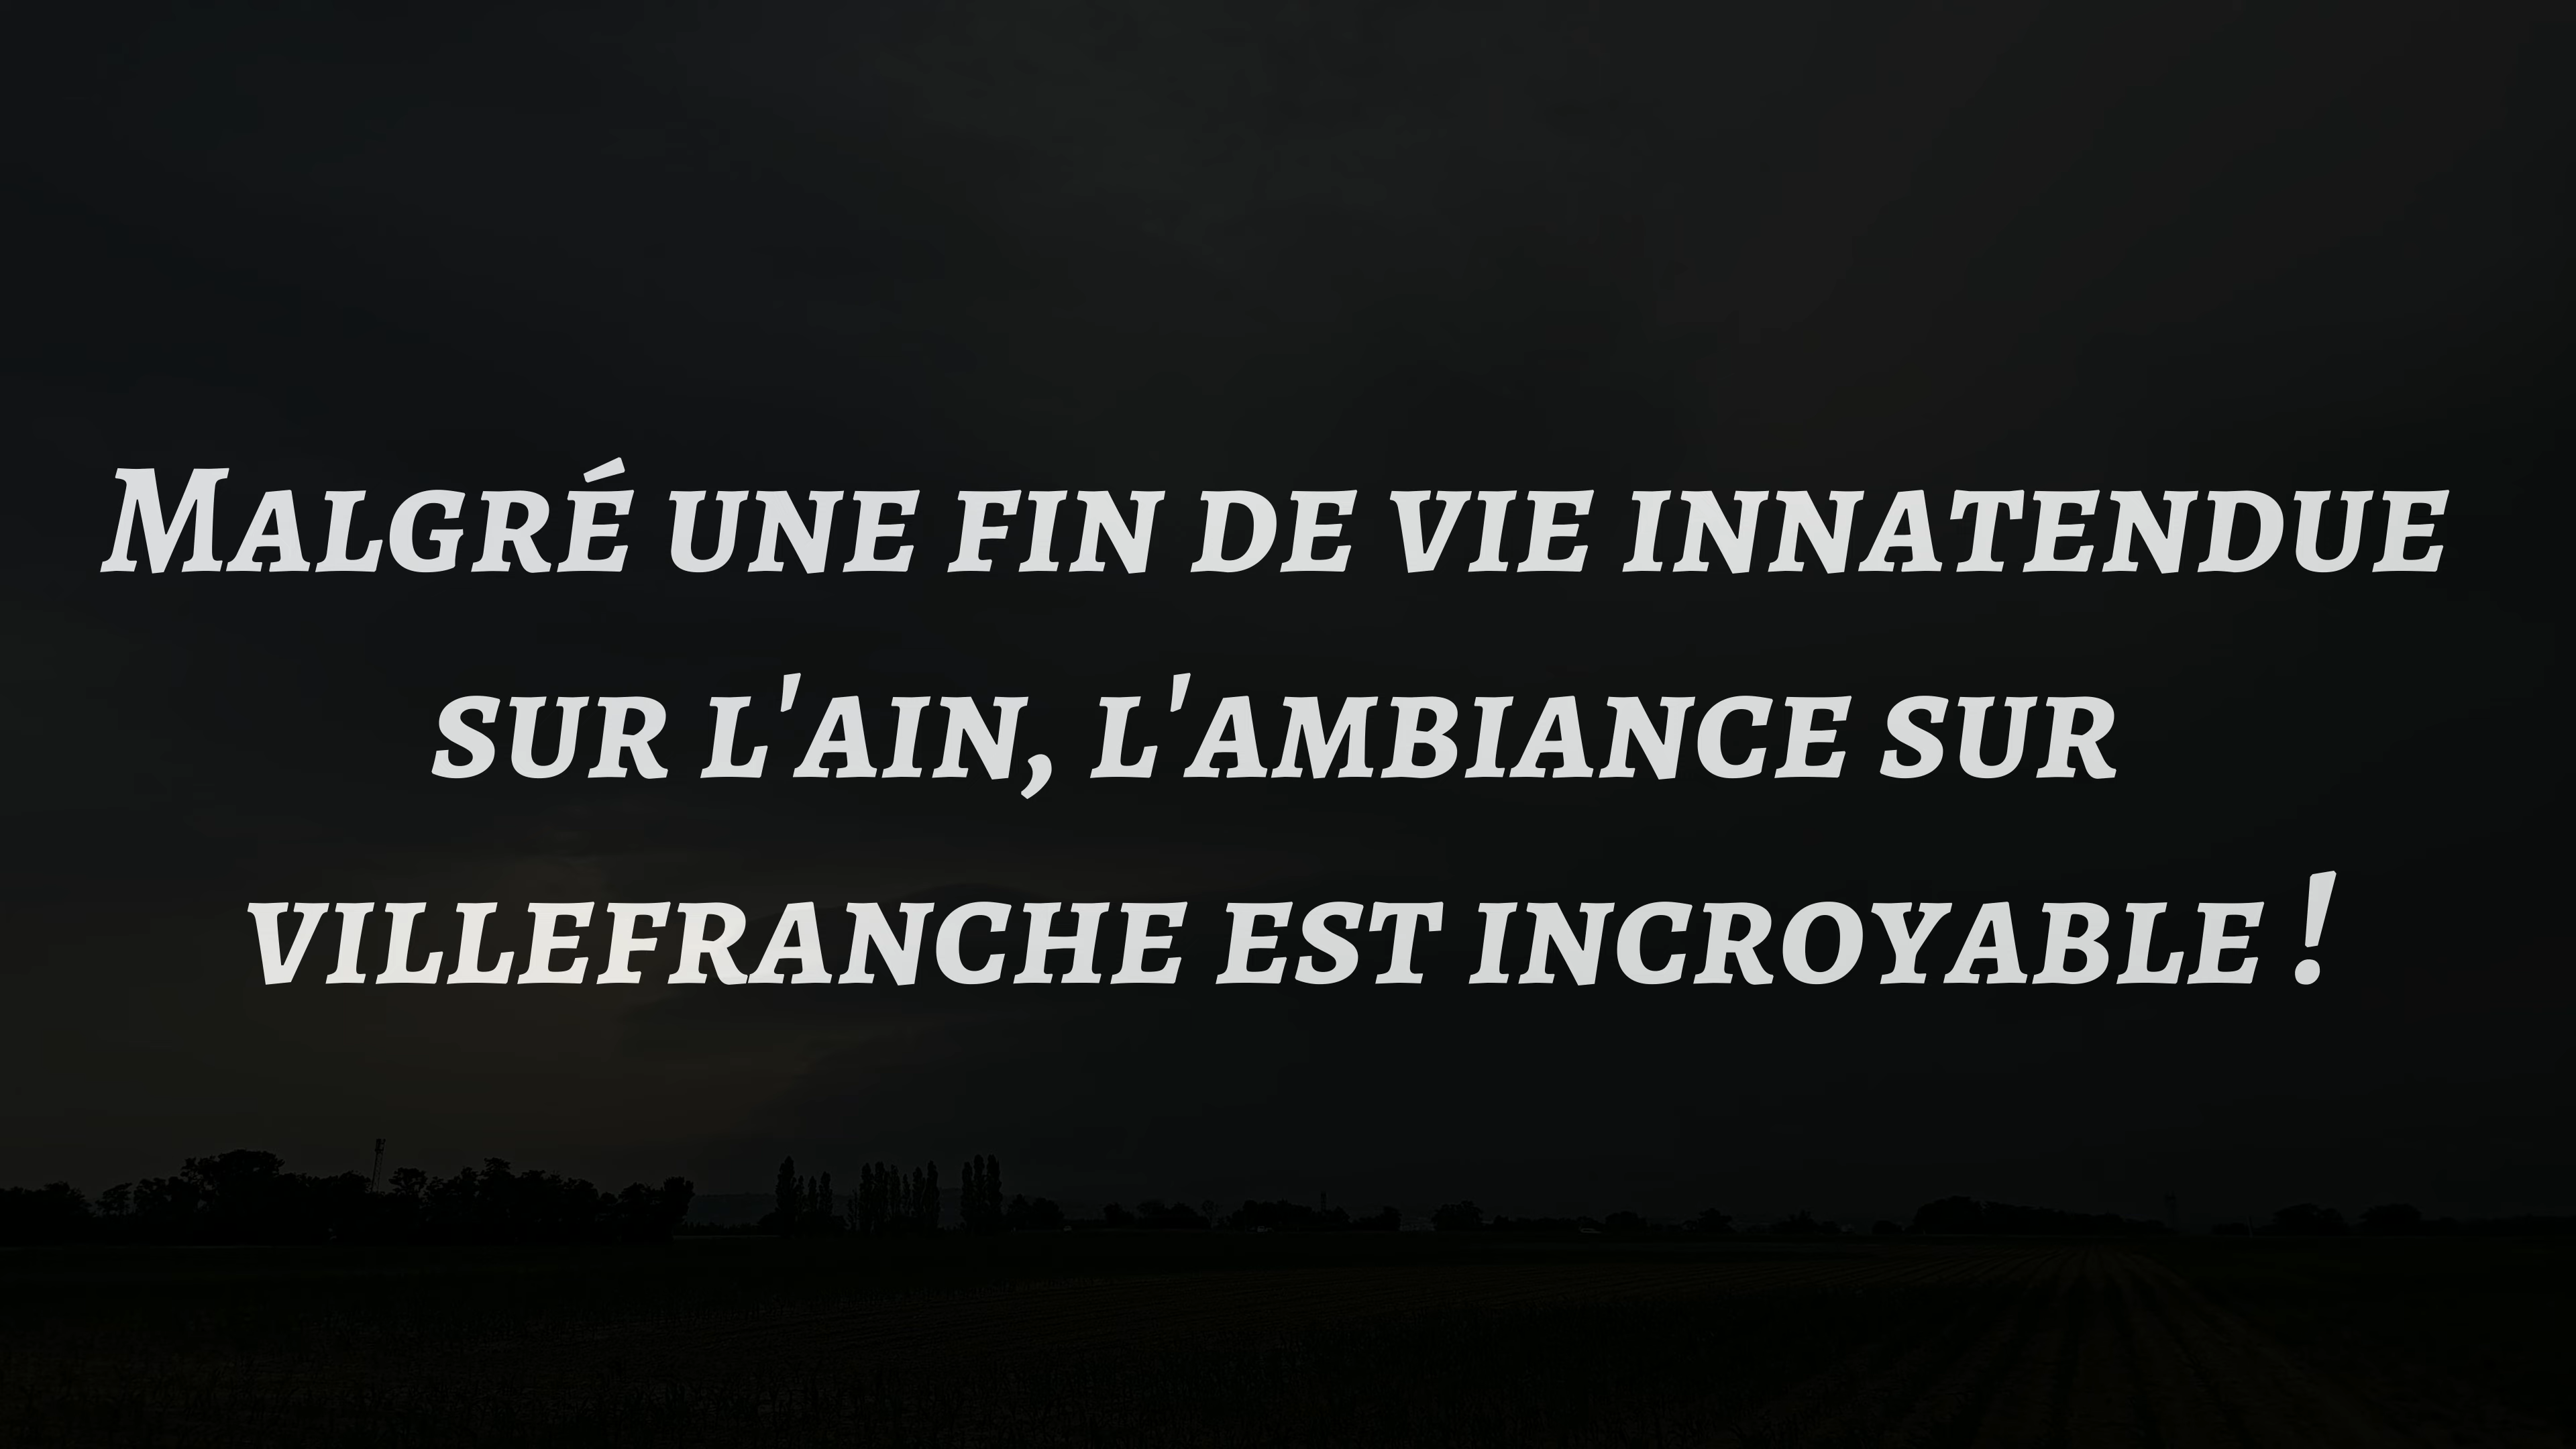 Malgré une fin de vie innatendue
sur l'ain, l'ambiance sur
villefranche est incroyable !